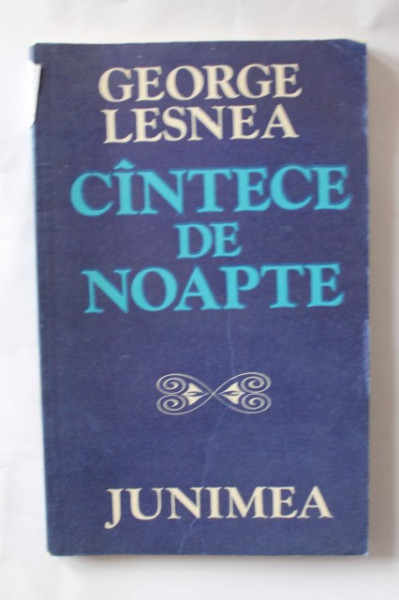 GEORGE
LESNEA
CÎNTECE
DE
NOAPTE
JUNIMEA